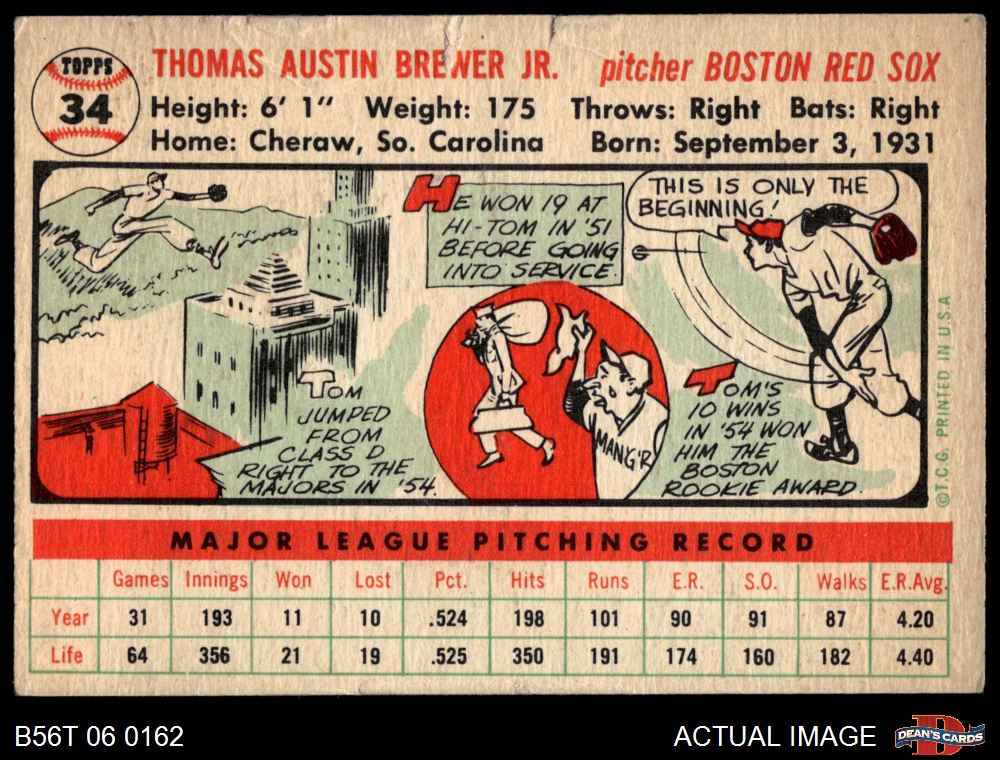 TOPPS
34
THOMAS AUSTIN BREWER JR. pitcher BOSTON RED SOX
Height: 6' 1" Weight: 175 Throws: Right Bats: Right
Home: Cheraw, So. Carolina Born: September 3, 1931
TOM
JUMPED
FROM
CLASS D
RIGHT TO THE
MAJORS IN '54.
HE WON 19 AT
HI-TOM IN '51
BEFORE GOING
INTO SERVICE.
MAN'G'R
THIS IS ONLY THE
BEGINNING!
TOM'S
10 WINS
IN '54 WON
HIM THE
BOSTON
ROOKIE AWARD.
©T.C.G. PRINTED IN U.S.A
MAJOR LEAGUE PITCHING RECORD
Games Innings Won Lost Pct. Hits Runs E.R. S.O. Walks E.R.Avg.
Year 31 193 11 10 .524 198 101 90 91 87 4.20
Life 64 356 21 19 .525 350 191 174 160 182 4.40
B56T 06 0162
ACTUAL IMAGE
DEAN'S CARDS